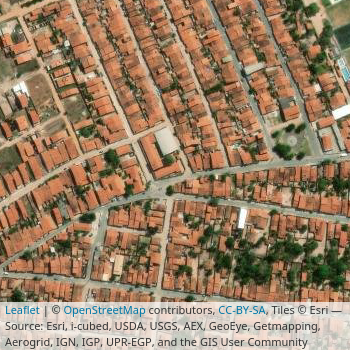 Leaflet | © OpenStreetMap contributors, CC-BY-SA, Tiles © Esri —
Source: Esri, i-cubed, USDA, USGS, AEX, GeoEye, Getmapping,
Aerogrid, IGN, IGP, UPR-EGP, and the GIS User Community